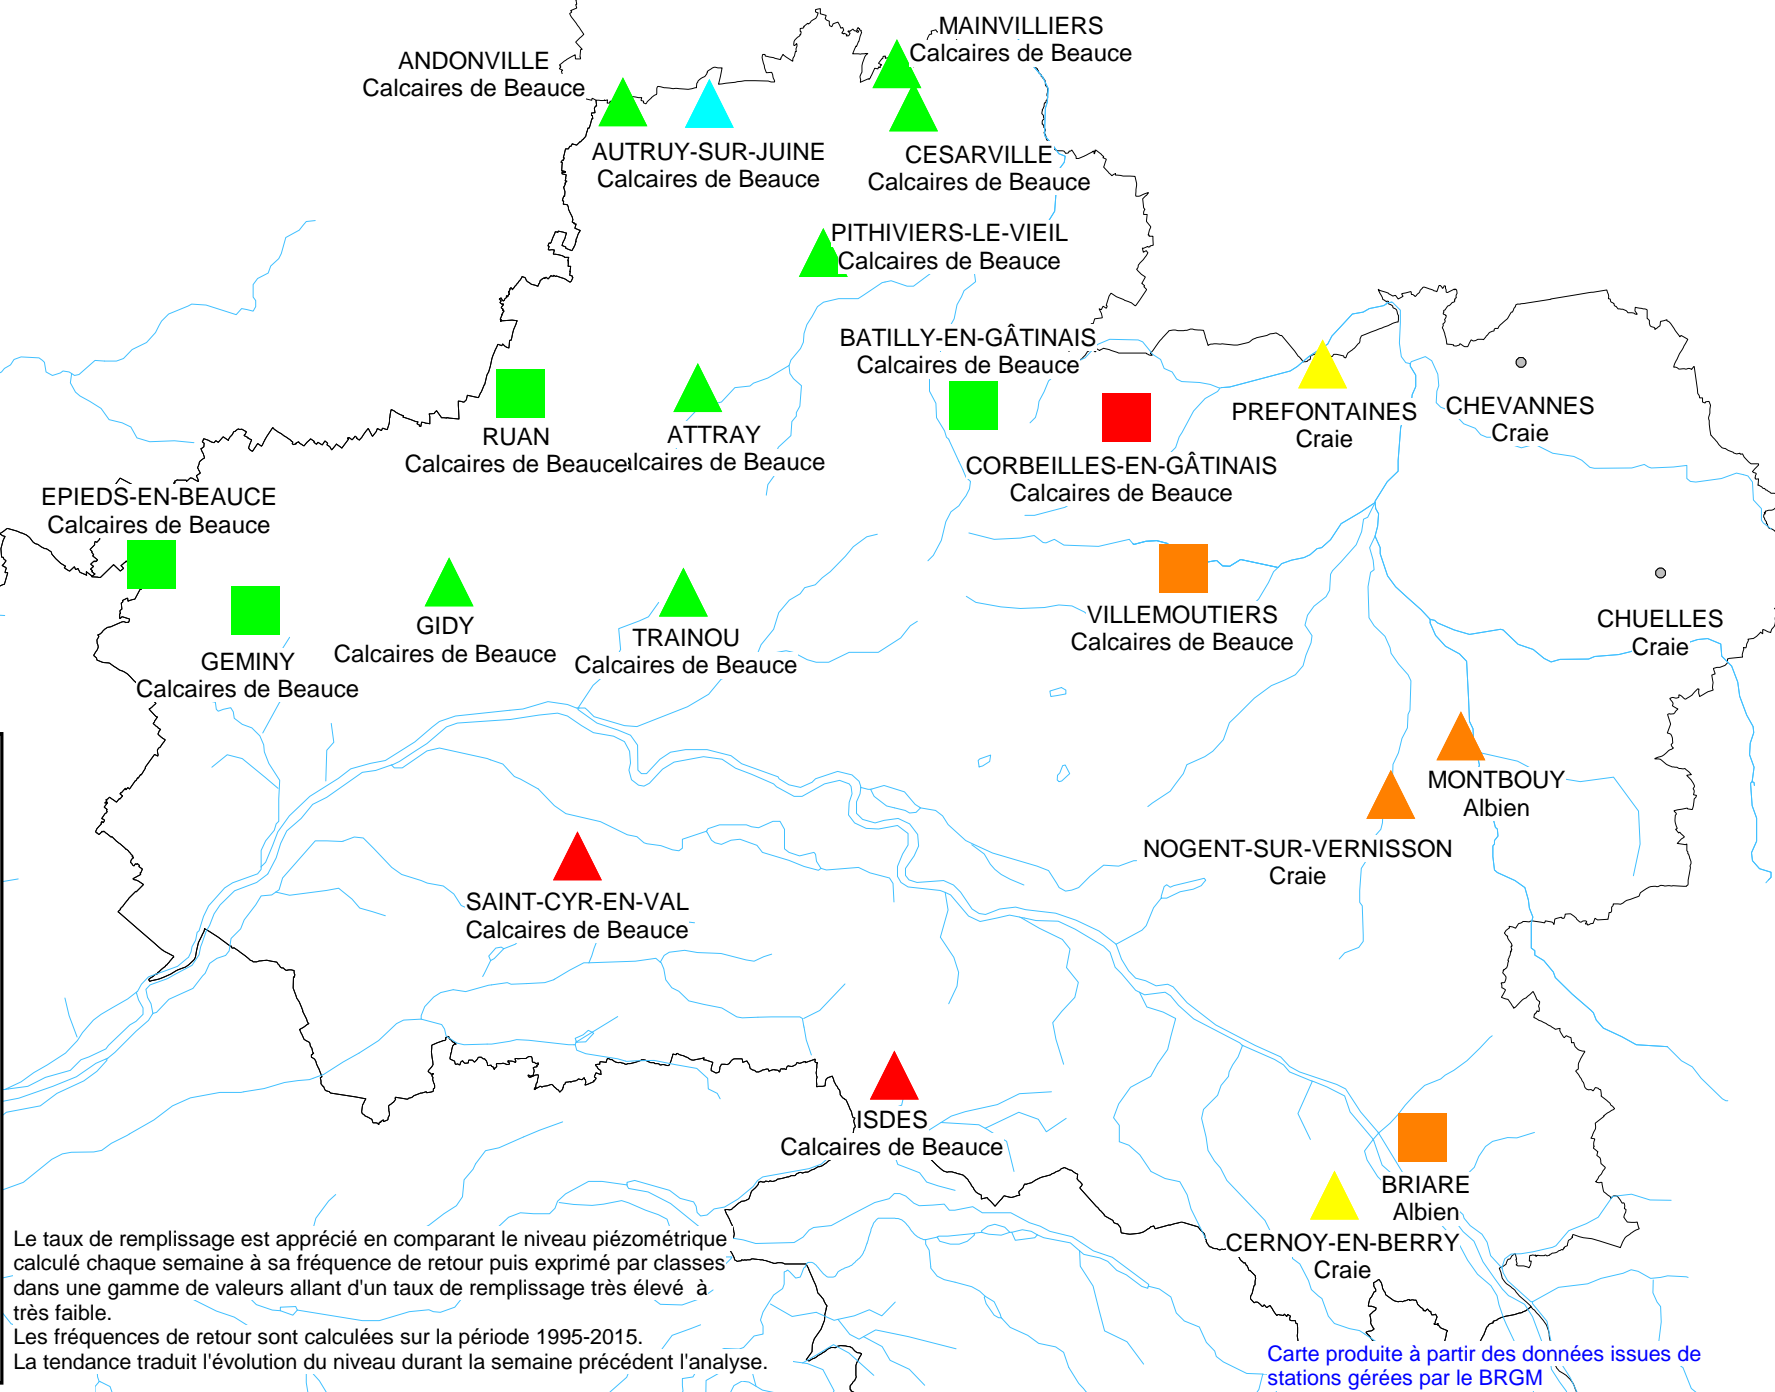 MAINVILLIERS
Calcaires de Beauce
ANDONVILLE
Calcaires de Beauce
AUTRUY-SUR-JUINE
Calcaires de Beauce
CESARVILLE
Calcaires de Beauce
PITHIVIERS-LE-VIEIL
Calcaires de Beauce
BATILLY-EN-GÂTINAIS
Calcaires de Beauce
PREFONTAINES
Craie
CHEVANNES
Craie
RUAN
Calcaires de Beauce
ATTRAY
lcaires de Beauce
CORBEILLES-EN-GÂTINAIS
Calcaires de Beauce
EPIEDS-EN-BEAUCE
Calcaires de Beauce
GEMINY
Calcaires de Beauce
GIDY
Calcaires de Beauce
TRAINOU
Calcaires de Beauce
VILLEMOUTIERS
Calcaires de Beauce
CHUELLES
Craie
MONTBOUY
Albien
NOGENT-SUR-VERNISSON
Craie
SAINT-CYR-EN-VAL
Calcaires de Beauce
ISDES
Calcaires de Beauce
BRIARE
Albien
CERNOY-EN-BERRY
Craie
Le taux de remplissage est apprécié en comparant le niveau piézométrique
calculé chaque semaine à sa fréquence de retour puis exprimé par classes
dans une gamme de valeurs allant d'un taux de remplissage très élevé à
très faible.
Les fréquences de retour sont calculées sur la période 1995-2015.
La tendance traduit l'évolution du niveau durant la semaine précédent l'analyse.
Carte produite à partir des données issues de
stations gérées par le BRGM